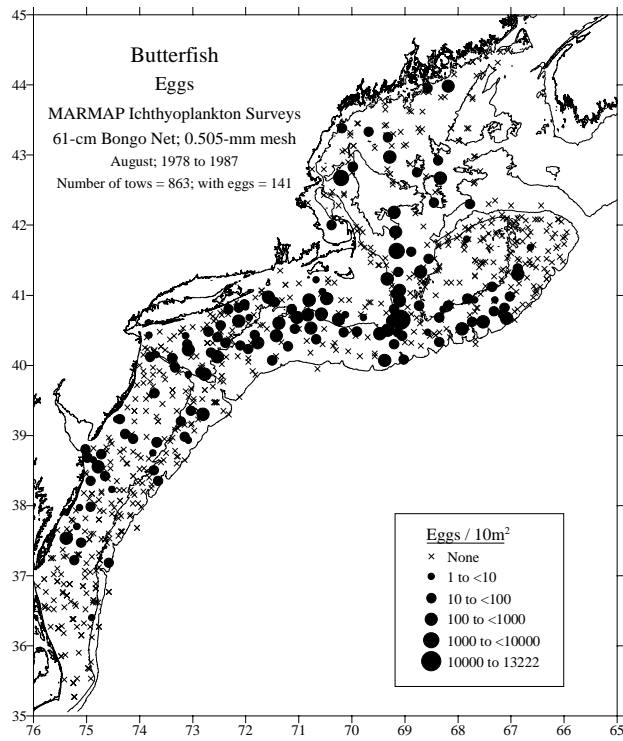 Butterfish
Eggs
MARMAP Ichthyoplankton Surveys
61-cm Bongo Net; 0.505-mm mesh
August; 1978 to 1987
Number of tows = 863; with eggs = 141
45
44
43
42
41
40
39
38
37
36
35
Eggs / 10m²
None
1 to <10
10 to <100
100 to <1000
1000 to <10000
10000 to 13222
76 75 74 73 72 71 70 69 68 67 66 65